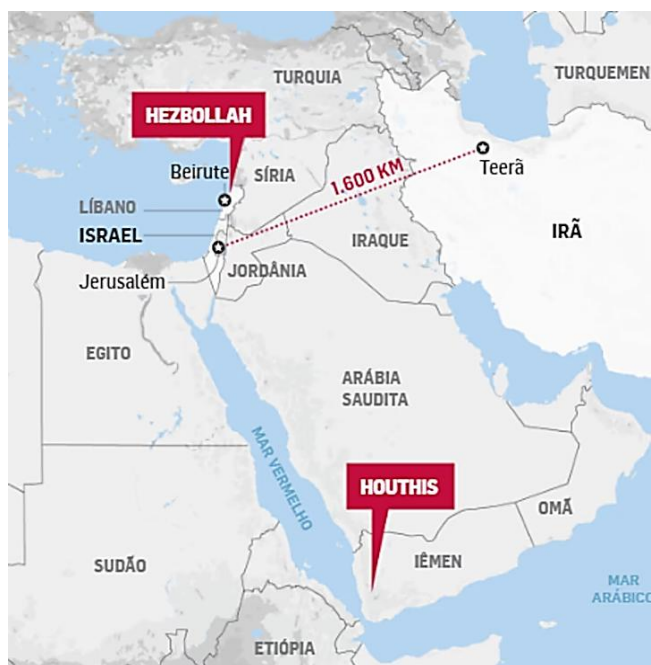 TURQUIA
TURQUEMEN
HEZBOLLAH
Beirute
SÍRIA
1.600 KM
Teerã
LÍBANO
ISRAEL
IRAQUE
IRÃ
Jerusalém
JORDÂNIA
EGITO
ARÁBIA
SAUDITA
MAR VERMELHO
HOUTHIS
OMÃ
SUDÃO
IÊMEN
MAR
ARÁBICO
ETIÓPIA